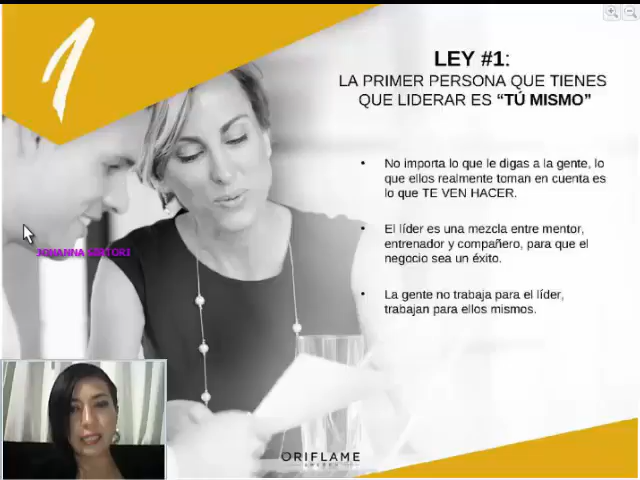 1
LEY #1:
LA PRIMER PERSONA QUE TIENES
QUE LIDERAR ES “TÚ MISMO”
• No importa lo que le digas a la gente, lo
que ellos realmente toman en cuenta es
lo que TE VEN HACER.
• El líder es una mezcla entre mentor,
entrenador y compañero, para que el
negocio sea un éxito.
• La gente no trabaja para el líder,
trabajan para ellos mismos.
JOHANNA SARTORI
ORIFLAME
SWEDEN